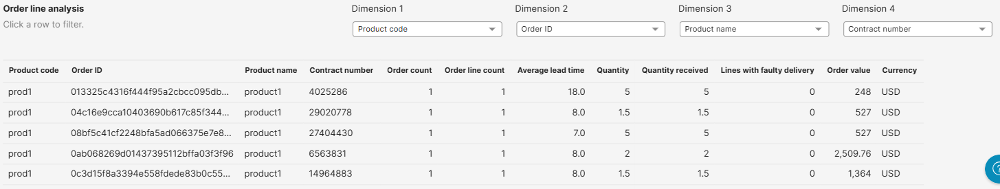 Order line analysis
Click a row to filter.
Dimension 1 Dimension 2 Dimension 3 Dimension 4
Product code Order ID Product name Contract number
Product code Order ID Product name Contract number Order count Order line count Average lead time Quantity Quantity received Lines with faulty delivery Order value Currency
prod1 013325c4316f444f95a2cbcc095db... product1 4025286 1 1 18.0 5 5 0 248 USD
prod1 04c16e9cca10403690b617c85f344... product1 29020778 1 1 8.0 1.5 1.5 0 527 USD
prod1 08bf5c41cf2248bfa5ad066375e7e8... product1 27404430 1 1 7.0 5 5 0 527 USD
prod1 0ab068269d01437395112bffa03f3f96 product1 6563831 1 1 8.0 2 2 0 2,509.76 USD
prod1 0c3d15f8a3394e558fdede83b0c55... product1 14964883 1 1 8.0 1.5 1.5 0 1,364 USD